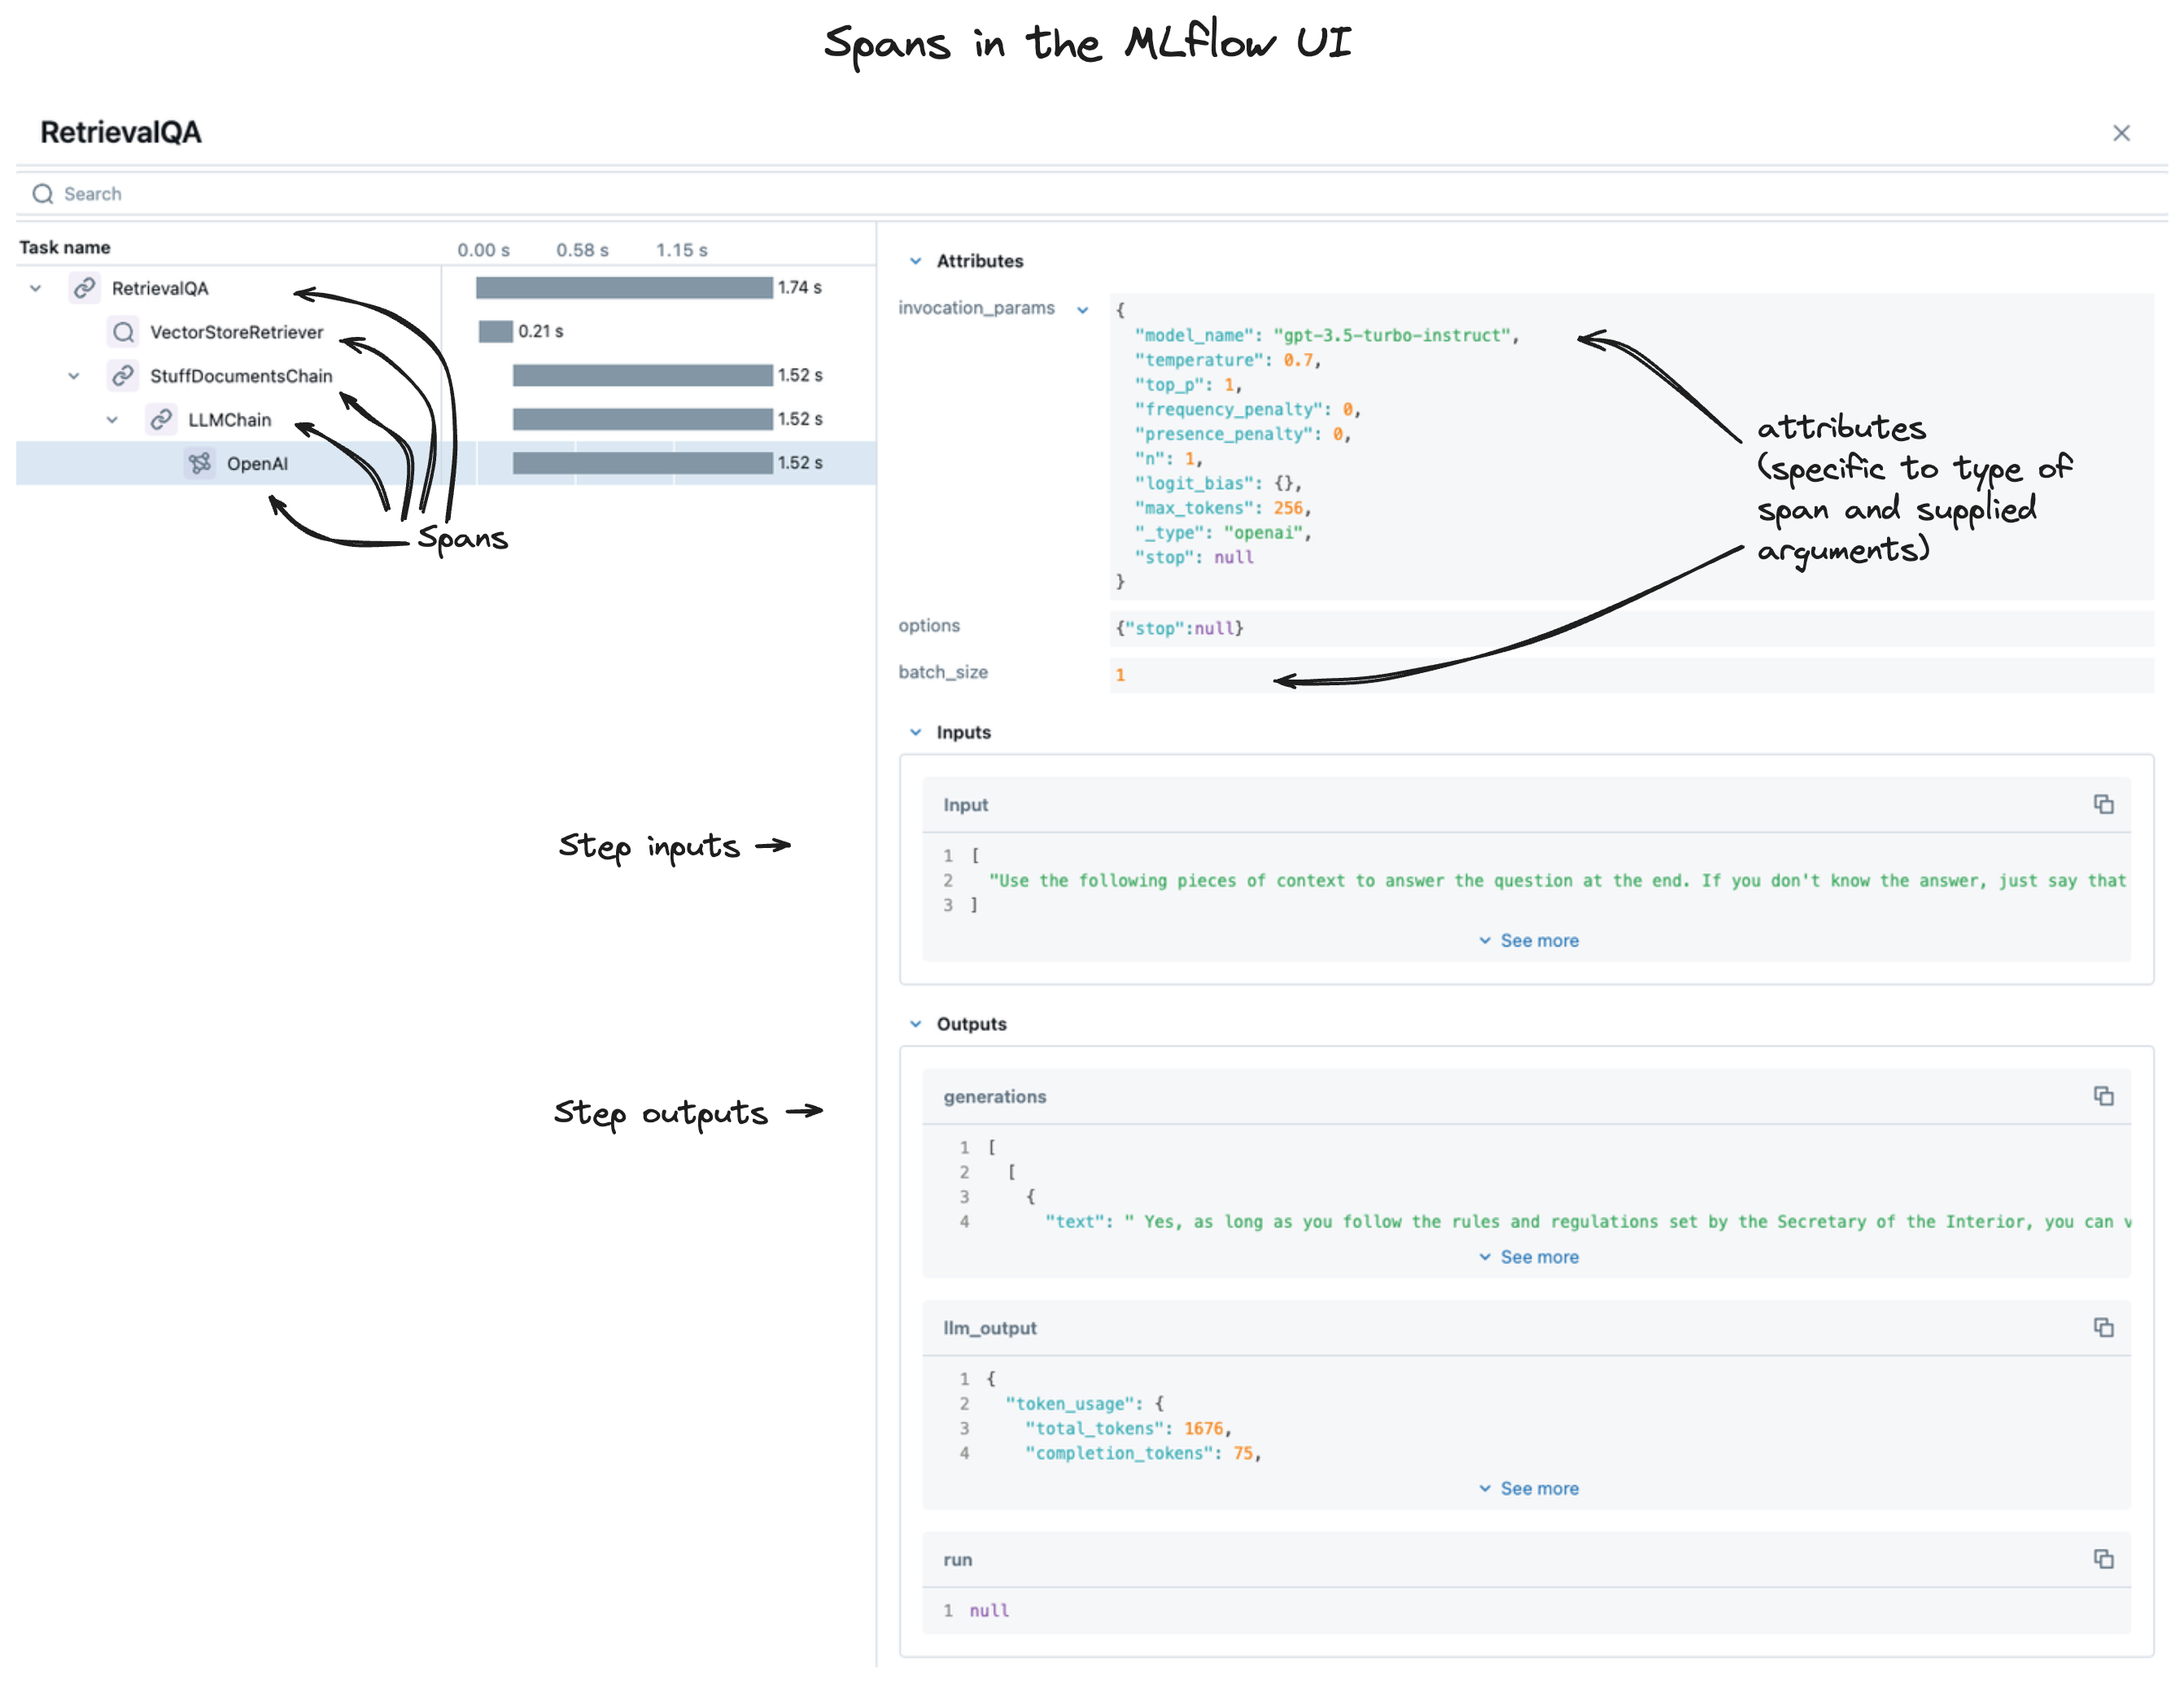 Spans in the MLflow UI
RetrievalQA
Search
Task name
0.00 s 0.58 s 1.15 s
RetrievalQA 1.74 s
VectorStoreRetriever 0.21 s
StuffDocumentsChain 1.52 s
LLMChain 1.52 s
OpenAI 1.52 s
Spans
Attributes
invocation_params
{
"model_name": "gpt-3.5-turbo-instruct",
"temperature": 0.7,
"top_p": 1,
"frequency_penalty": 0,
"presence_penalty": 0,
"n": 1,
"logit_bias": {},
"max_tokens": 256,
"_type": "openai",
"stop": null
}
attributes
(specific to type of
span and supplied
arguments)
options {"stop":null}
batch_size 1
Inputs
Step inputs →
Input
1 [
2 "Use the following pieces of context to answer the question at the end. If you don't know the answer, just say that
3 ]
See more
Outputs
Step outputs →
generations
1 [
2 [
3 {
4 "text": " Yes, as long as you follow the rules and regulations set by the Secretary of the Interior, you can v
See more
llm_output
1 {
2 "token_usage": {
3 "total_tokens": 1676,
4 "completion_tokens": 75,
See more
run
1 null